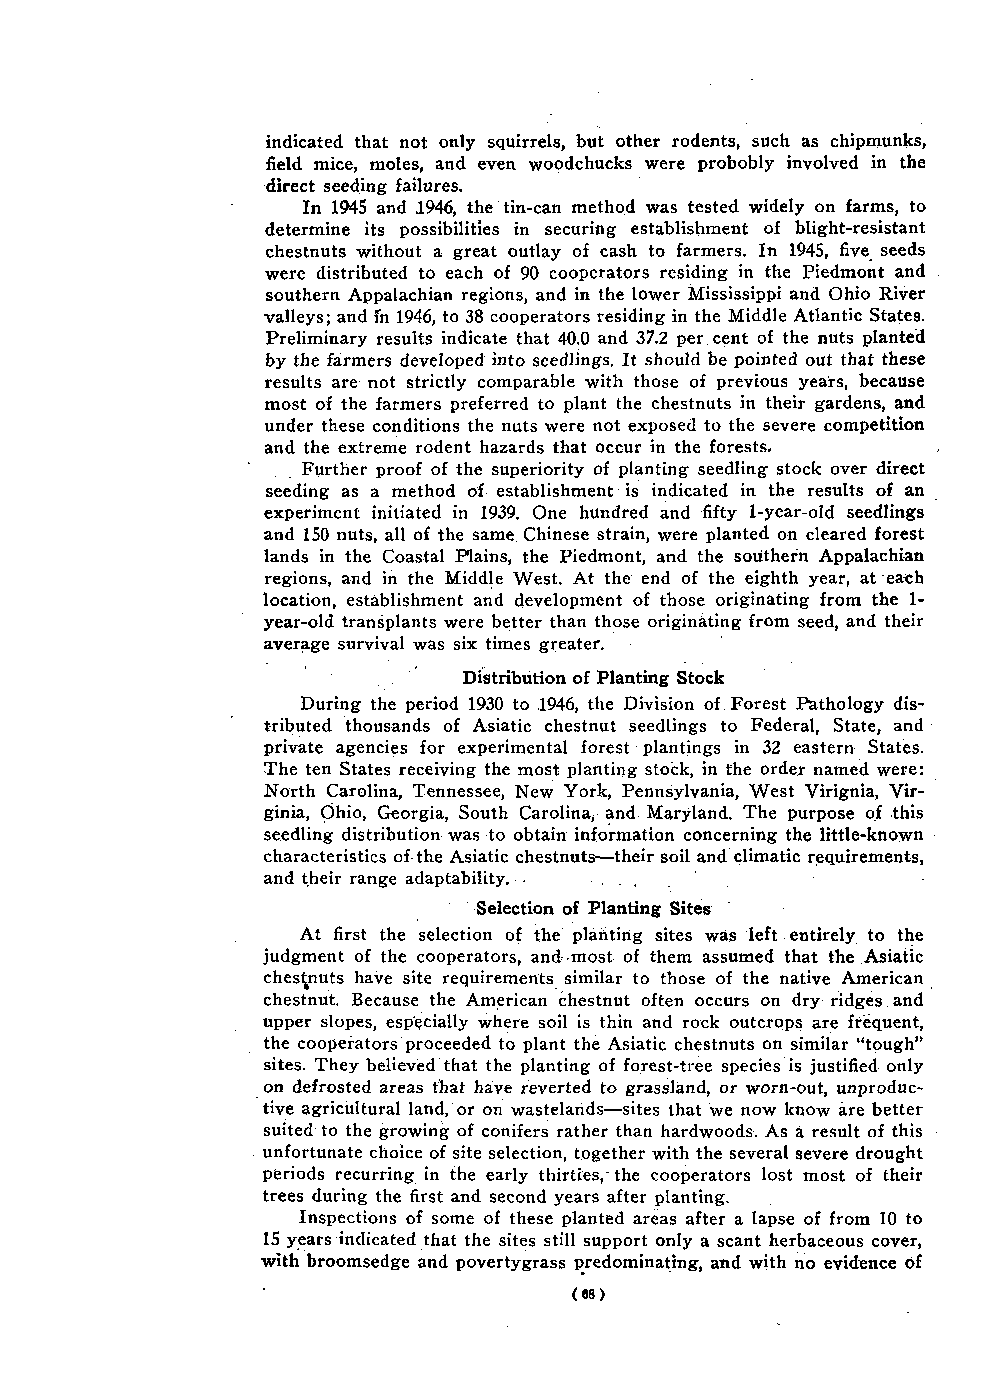 indicated that not only squirrels, but other rodents, such as chipmunks,
field mice, moles, and even woodchucks were probobly involved in the
direct seeding failures.
In 1945 and 1946, the tin-can method was tested widely on farms, to
determine its possibilities in securing establishment of blight-resistant
chestnuts without a great outlay of cash to farmers. In 1945, five seeds
were distributed to each of 90 cooperators residing in the Piedmont and
southern Appalachian regions, and in the lower Mississippi and Ohio River
valleys; and in 1946, to 38 cooperators residing in the Middle Atlantic States.
Preliminary results indicate that 40.0 and 37.2 per cent of the nuts planted
by the farmers developed into seedlings. It should be pointed out that these
results are not strictly comparable with those of previous years, because
most of the farmers preferred to plant the chestnuts in their gardens, and
under these conditions the nuts were not exposed to the severe competition
and the extreme rodent hazards that occur in the forests.
Further proof of the superiority of planting seedling stock over direct
seeding as a method of establishment is indicated in the results of an
experiment initiated in 1939. One hundred and fifty 1-year-old seedlings
and 150 nuts, all of the same Chinese strain, were planted on cleared forest
lands in the Coastal Plains, the Piedmont, and the southern Appalachian
regions, and in the Middle West. At the end of the eighth year, at each
location, establishment and development of those originating from the 1-
year-old transplants were better than those originating from seed, and their
average survival was six times greater.
Distribution of Planting Stock
During the period 1930 to 1946, the Division of Forest Pathology dis-
tributed thousands of Asiatic chestnut seedlings to Federal, State, and
private agencies for experimental forest plantings in 32 eastern States.
The ten States receiving the most planting stock, in the order named were:
North Carolina, Tennessee, New York, Pennsylvania, West Virignia, Vir-
ginia, Ohio, Georgia, South Carolina, and Maryland. The purpose of this
seedling distribution was to obtain information concerning the little-known
characteristics of the Asiatic chestnuts—their soil and climatic requirements,
and their range adaptability.
Selection of Planting Sites
At first the selection of the planting sites was left entirely to the
judgment of the cooperators, and most of them assumed that the Asiatic
chestnuts have site requirements similar to those of the native American
chestnut. Because the American chestnut often occurs on dry ridges and
upper slopes, especially where soil is thin and rock outcrops are frequent,
the cooperators proceeded to plant the Asiatic chestnuts on similar “tough”
sites. They believed that the planting of forest-tree species is justified only
on defrosted areas that have reverted to grassland, or worn-out, unproduc-
tive agricultural land, or on wastelands—sites that we now know are better
suited to the growing of conifers rather than hardwoods. As a result of this
unfortunate choice of site selection, together with the several severe drought
periods recurring in the early thirties, the cooperators lost most of their
trees during the first and second years after planting.
Inspections of some of these planted areas after a lapse of from 10 to
15 years indicated that the sites still support only a scant herbaceous cover,
with broomsedge and povertygrass predominating, and with no evidence of
(68)